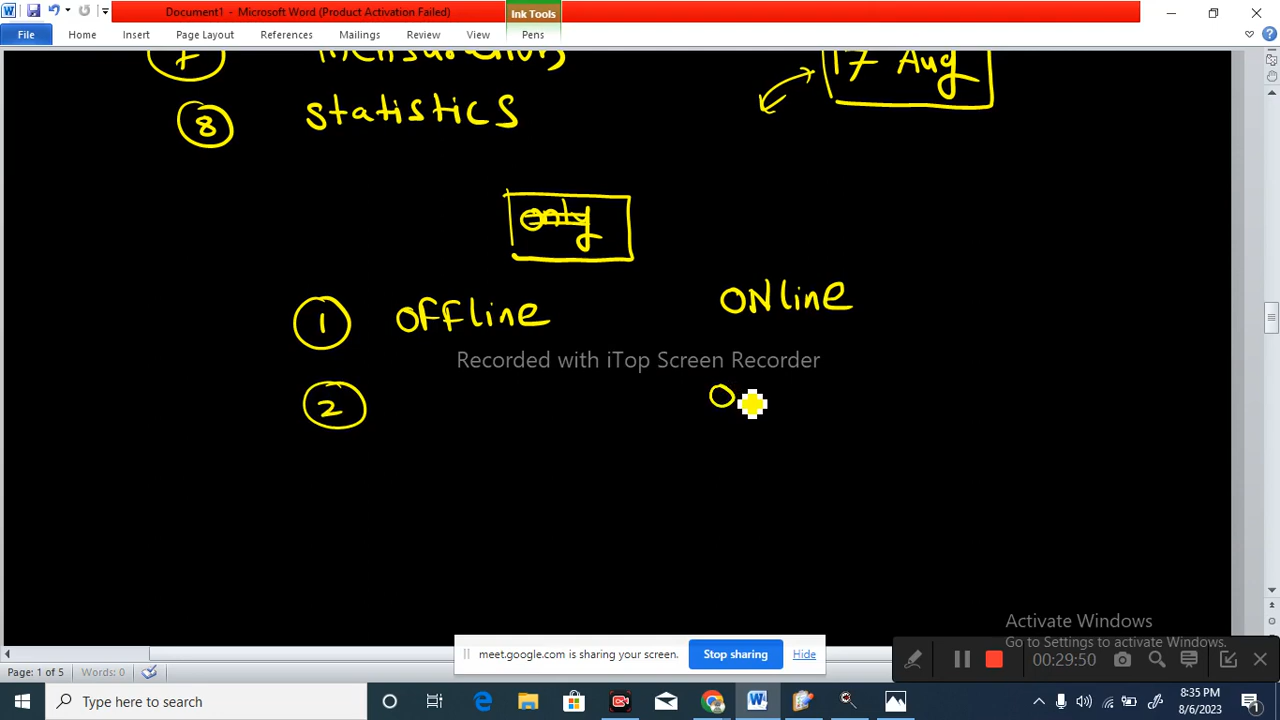 Document1 - Microsoft Word (Product Activation Failed)
Ink Tools
File Home Insert Page Layout References Mailings Review View Pens
7 mensuration
17 Aug
8 statistics
only
1 offline ONline
Recorded with iTop Screen Recorder
2 o
Activate Windows
Go to Settings to activate Windows.
meet.google.com is sharing your screen. Stop sharing Hide
00:29:50
Page: 1 of 5 Words: 0
Type here to search
8:35 PM
8/6/2023